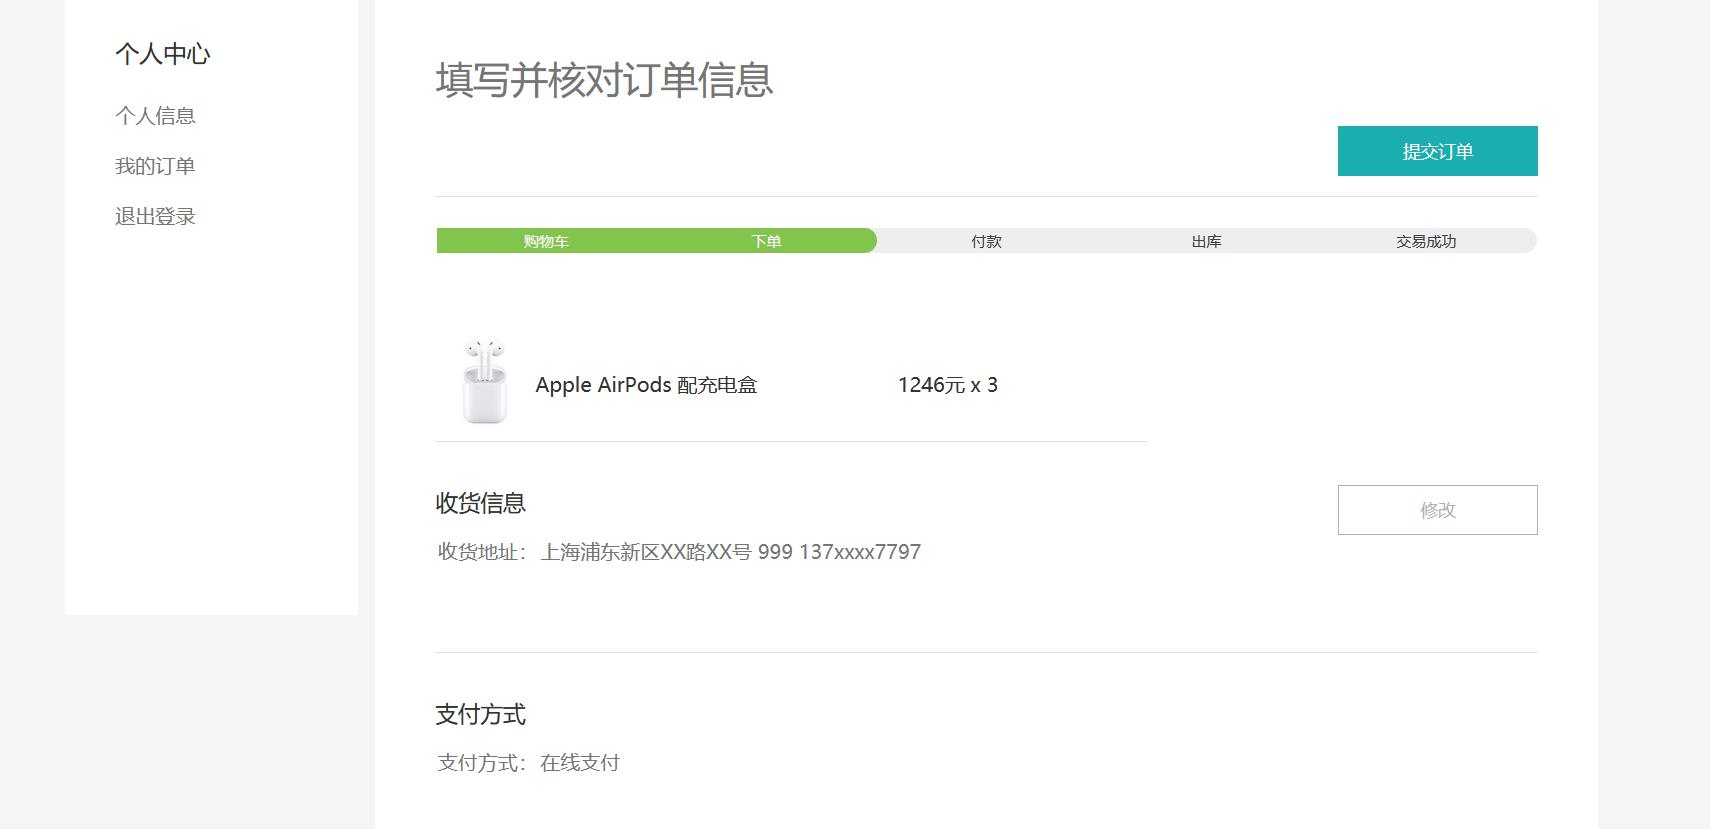 个人中心
个人信息
我的订单
退出登录
填写并核对订单信息
提交订单
购物车 下单 付款 出库 交易成功
Apple AirPods 配充电盒 1246元 x 3
收货信息
修改
收货地址： 上海浦东新区XX路XX号 999 137xxxx7797
支付方式
支付方式： 在线支付